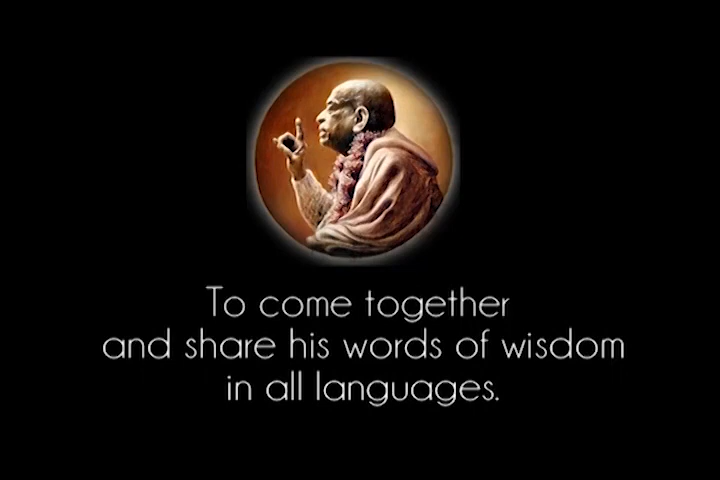 To come together
and share his words of wisdom
in all languages.